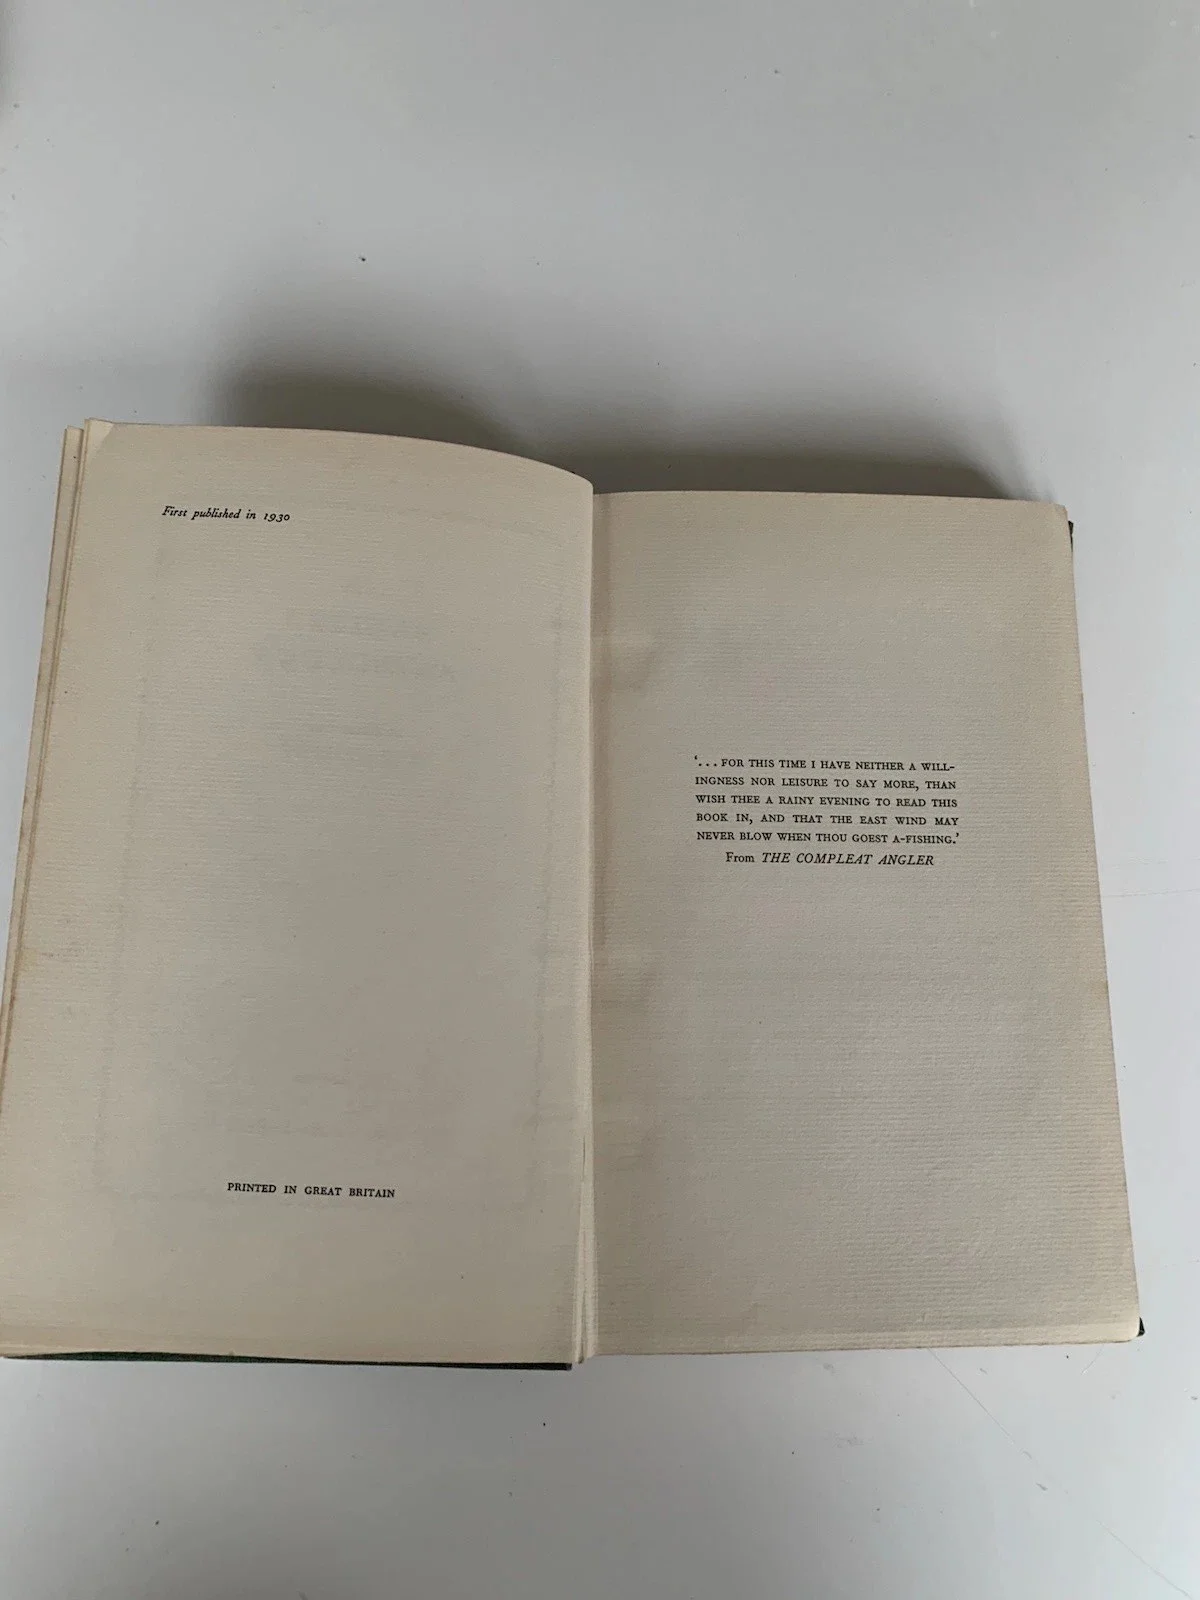 First published in 1930
PRINTED IN GREAT BRITAIN
‘... FOR THIS TIME I HAVE NEITHER A WILL-
INGNESS NOR LEISURE TO SAY MORE, THAN
WISH THEE A RAINY EVENING TO READ THIS
BOOK IN, AND THAT THE EAST WIND MAY
NEVER BLOW WHEN THOU GOEST A-FISHING.’
From THE COMPLEAT ANGLER